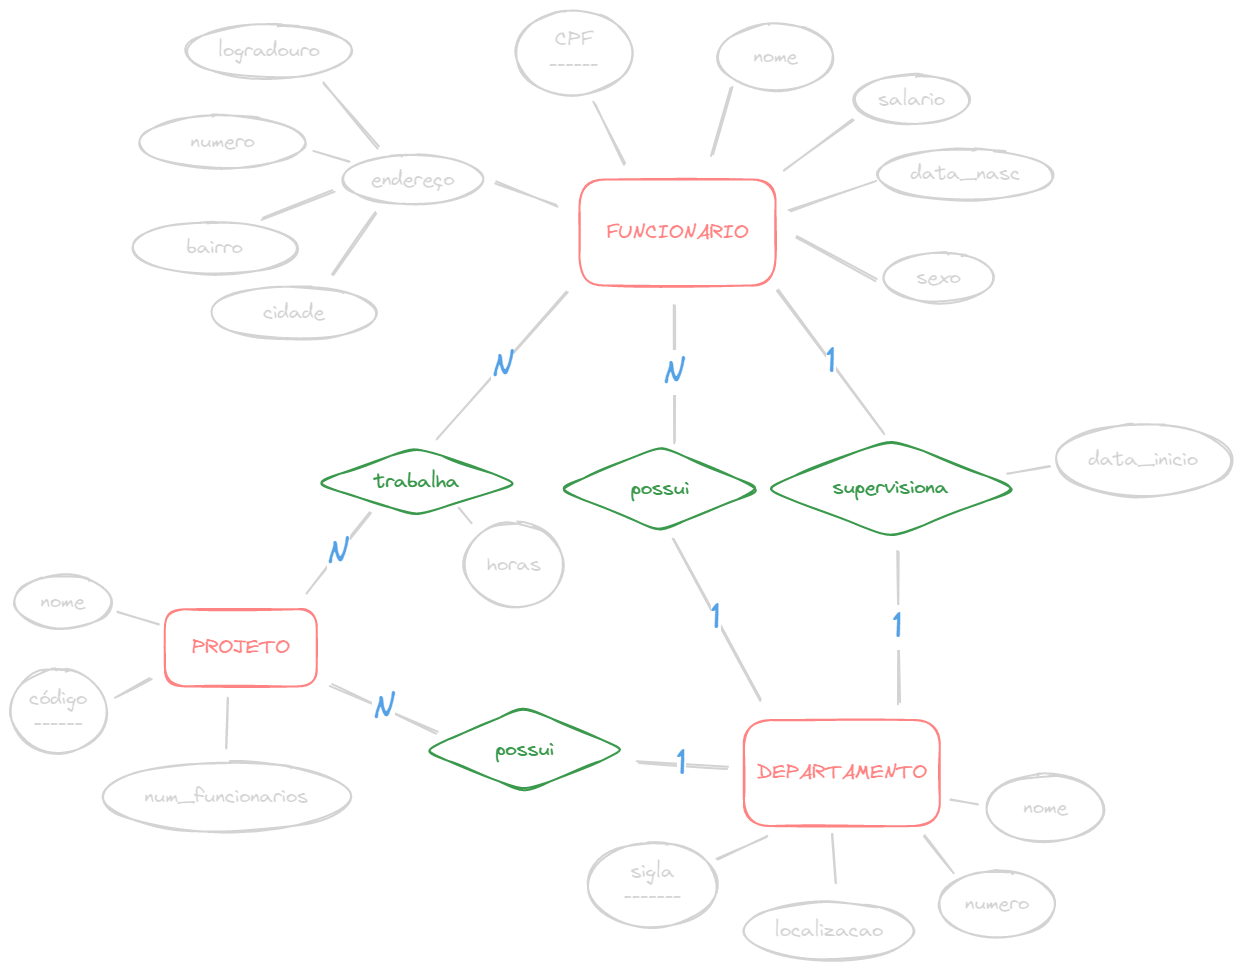 logradouro
CPF
------
nome
salario
numero
endereço
data_nasc
FUNCIONARIO
bairro
sexo
cidade
N
N
1
trabalha
possui
supervisiona
data_inicio
N
horas
nome
1
1
PROJETO
código
------
N
possui
1
DEPARTAMENTO
num_funcionarios
nome
sigla
-------
numero
localizacao